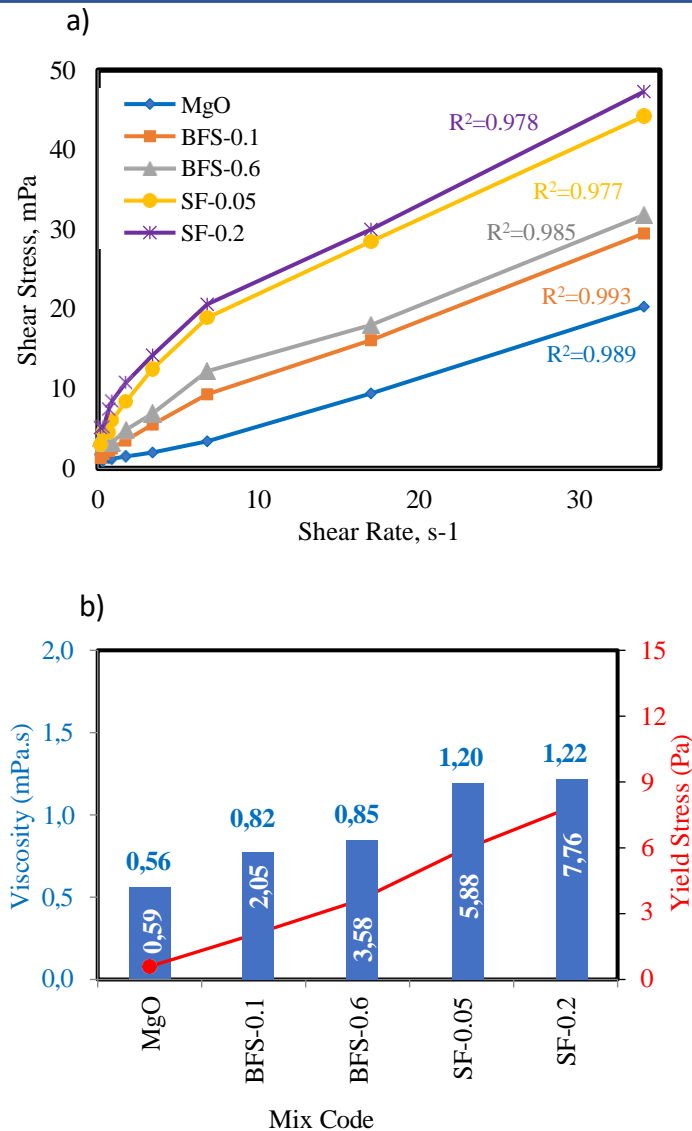 a)
50
40
30
20
10
0
Shear Stress, mPa
MgO
BFS-0.1
BFS-0.6
SF-0.05
SF-0.2
R²=0.978
R²=0.977
R²=0.985
R²=0.993
R²=0.989
0 10 20 30
Shear Rate, s-1
b)
2,0
1,5
1,0
0,5
0,0
Viscosity (mPa.s)
15
12
9
6
3
0
Yield Stress (Pa)
0,56
0,82
0,85
1,20
1,22
0,59
2,05
3,58
5,88
7,76
MgO
BFS-0.1
BFS-0.6
SF-0.05
SF-0.2
Mix Code